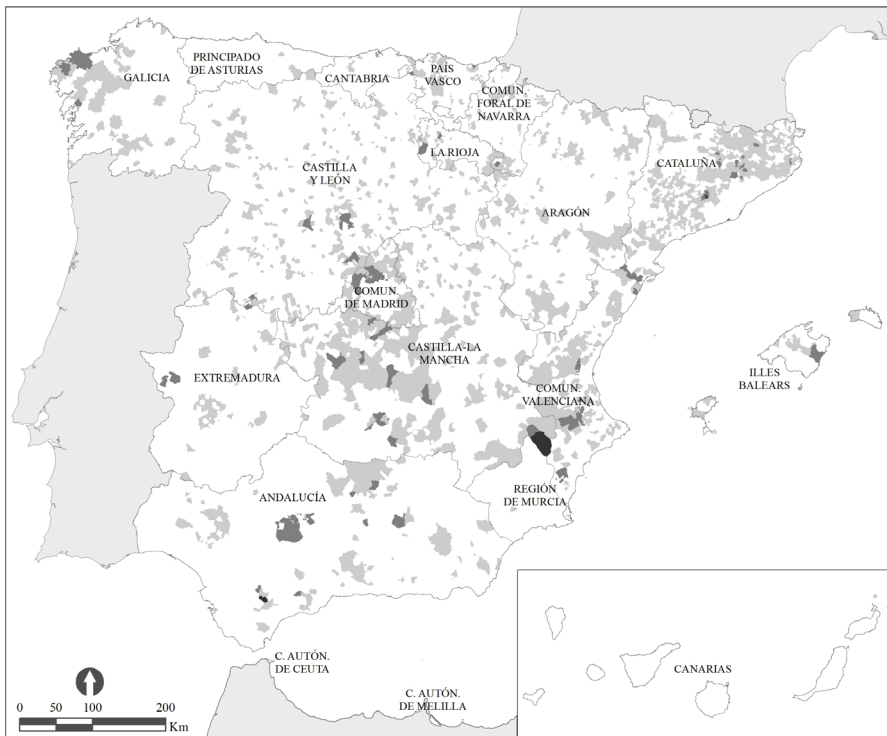 GALICIA
PRINCIPADO
DE ASTURIAS
CANTABRIA
PAÍS
VASCO
COMUN.
FORAL DE
NAVARRA
LA RIOJA
CASTILLA
Y LEÓN
ARAGÓN
CATALUÑA
COMUN.
DE MADRID
CASTILLA-LA
MANCHA
EXTREMADURA
COMUN.
VALENCIANA
ILLES
BALEARS
ANDALUCÍA
REGIÓN
DE MURCIA
C. AUTÓN.
DE CEUTA
C. AUTÓN.
DE MELILLA
CANARIAS
0 50 100 200
Km